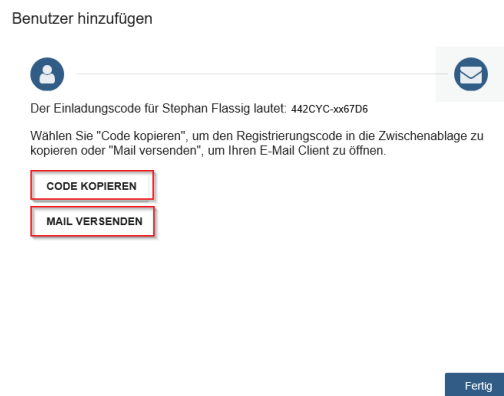 Benutzer hinzufügen
Der Einladungscode für Stephan Flassig lautet: 442CYC-xx67D6
Wählen Sie "Code kopieren", um den Registrierungscode in die Zwischenablage zu
kopieren oder "Mail versenden", um Ihren E-Mail Client zu öffnen.
CODE KOPIEREN
MAIL VERSENDEN
Fertig